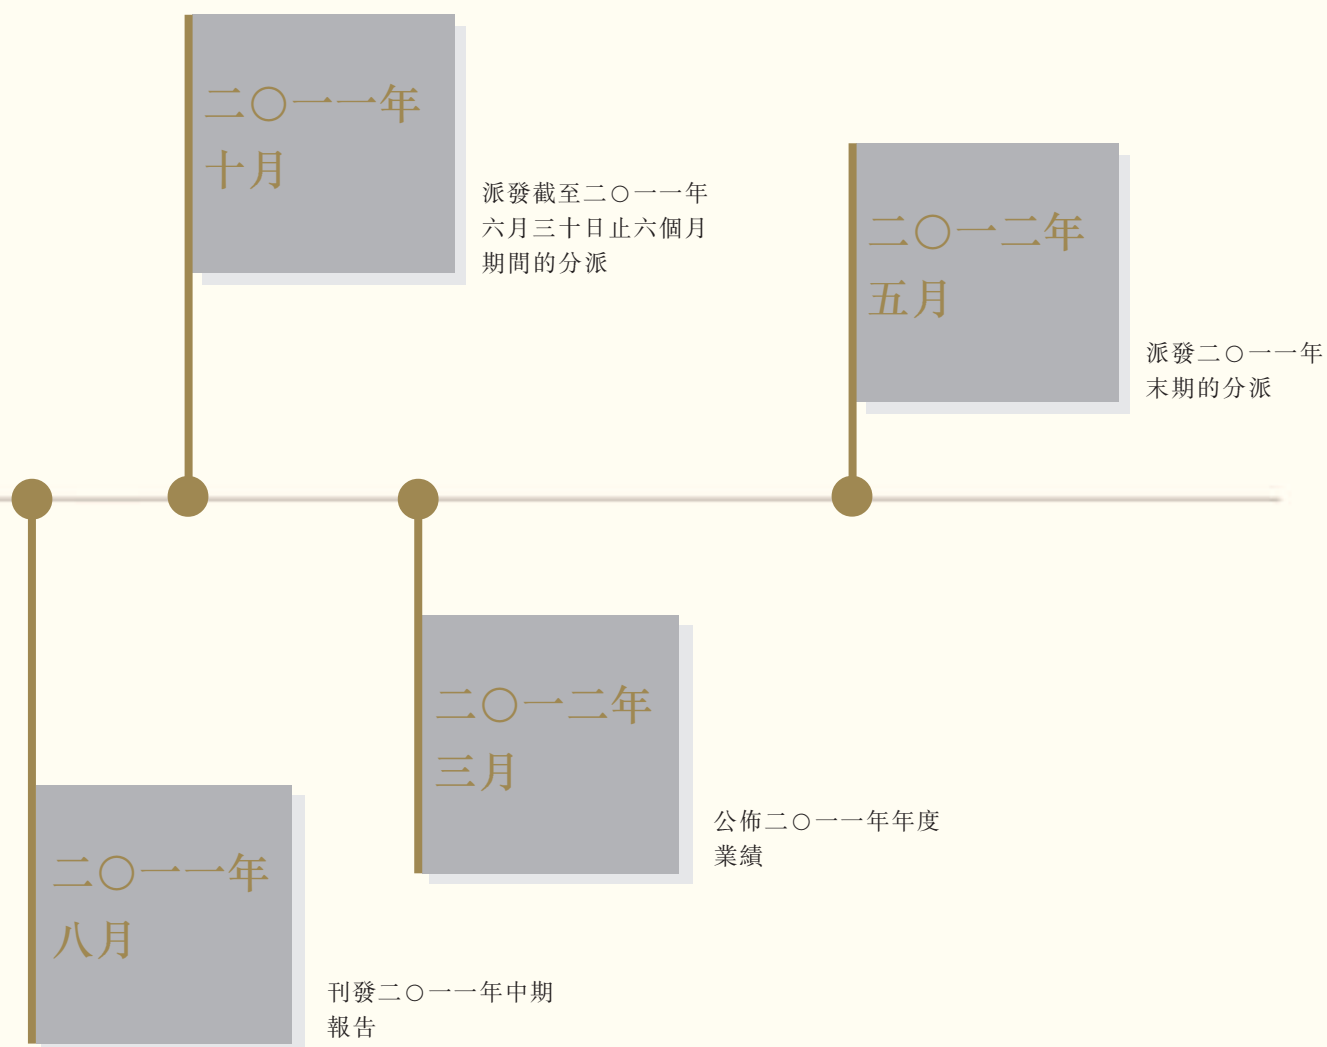 二〇一一年
十月
派發截至二〇一一年
六月三十日止六個月
期間的分派
二〇一二年
五月
派發二〇一一年
末期的分派
二〇一二年
三月
公佈二〇一一年年度
業績
二〇一一年
八月
刊發二〇一一年中期
報告